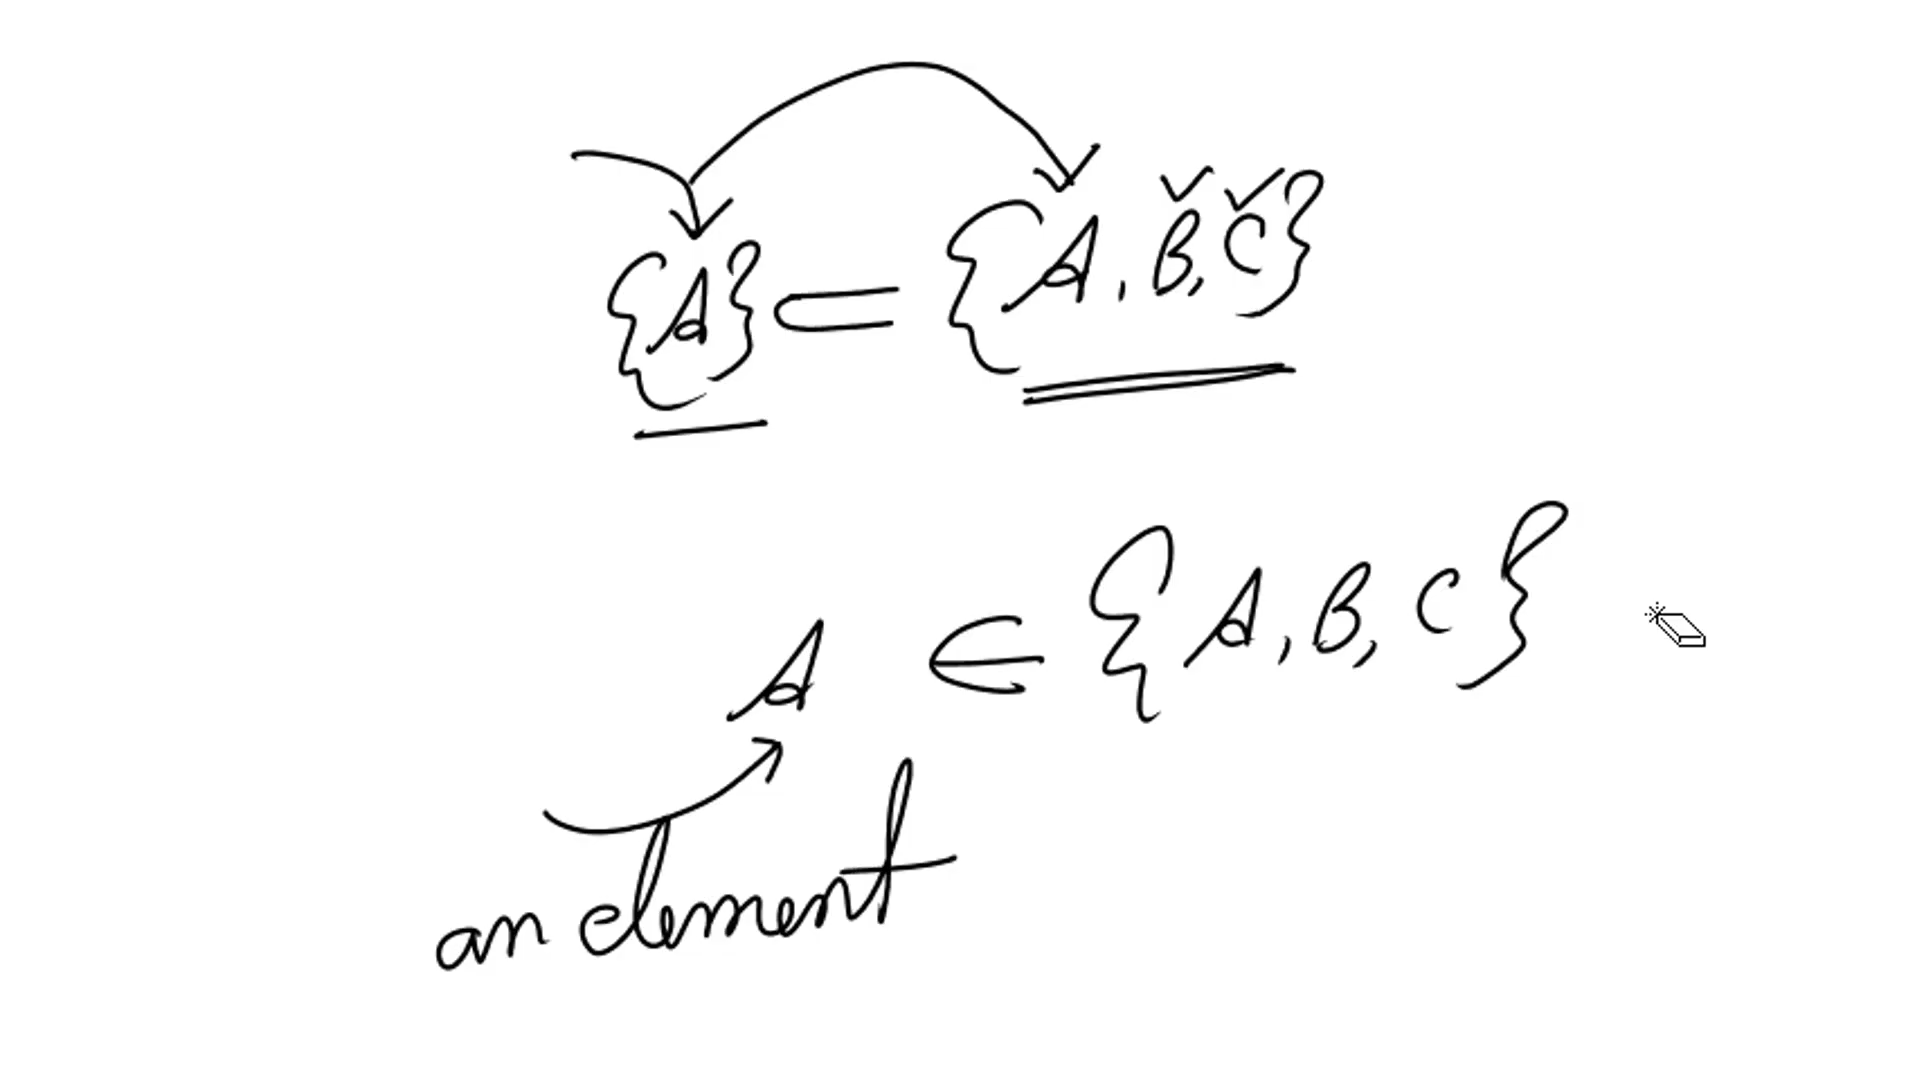 {A} ⊂ {A, B, C}
A ∈ {A, B, C}
an element